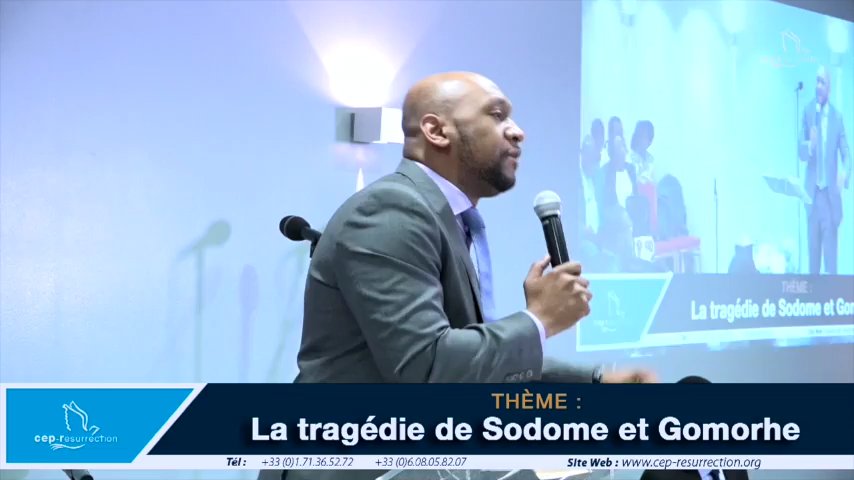 THÈME :
La tragédie de Sodome et Gom
THÈME :
La tragédie de Sodome et Gomorhe
cep-résurrection
Tél : +33 (0)1.71.36.52.72 +33 (0)6.08.05.82.07 Site Web : www.cep-resurrection.org